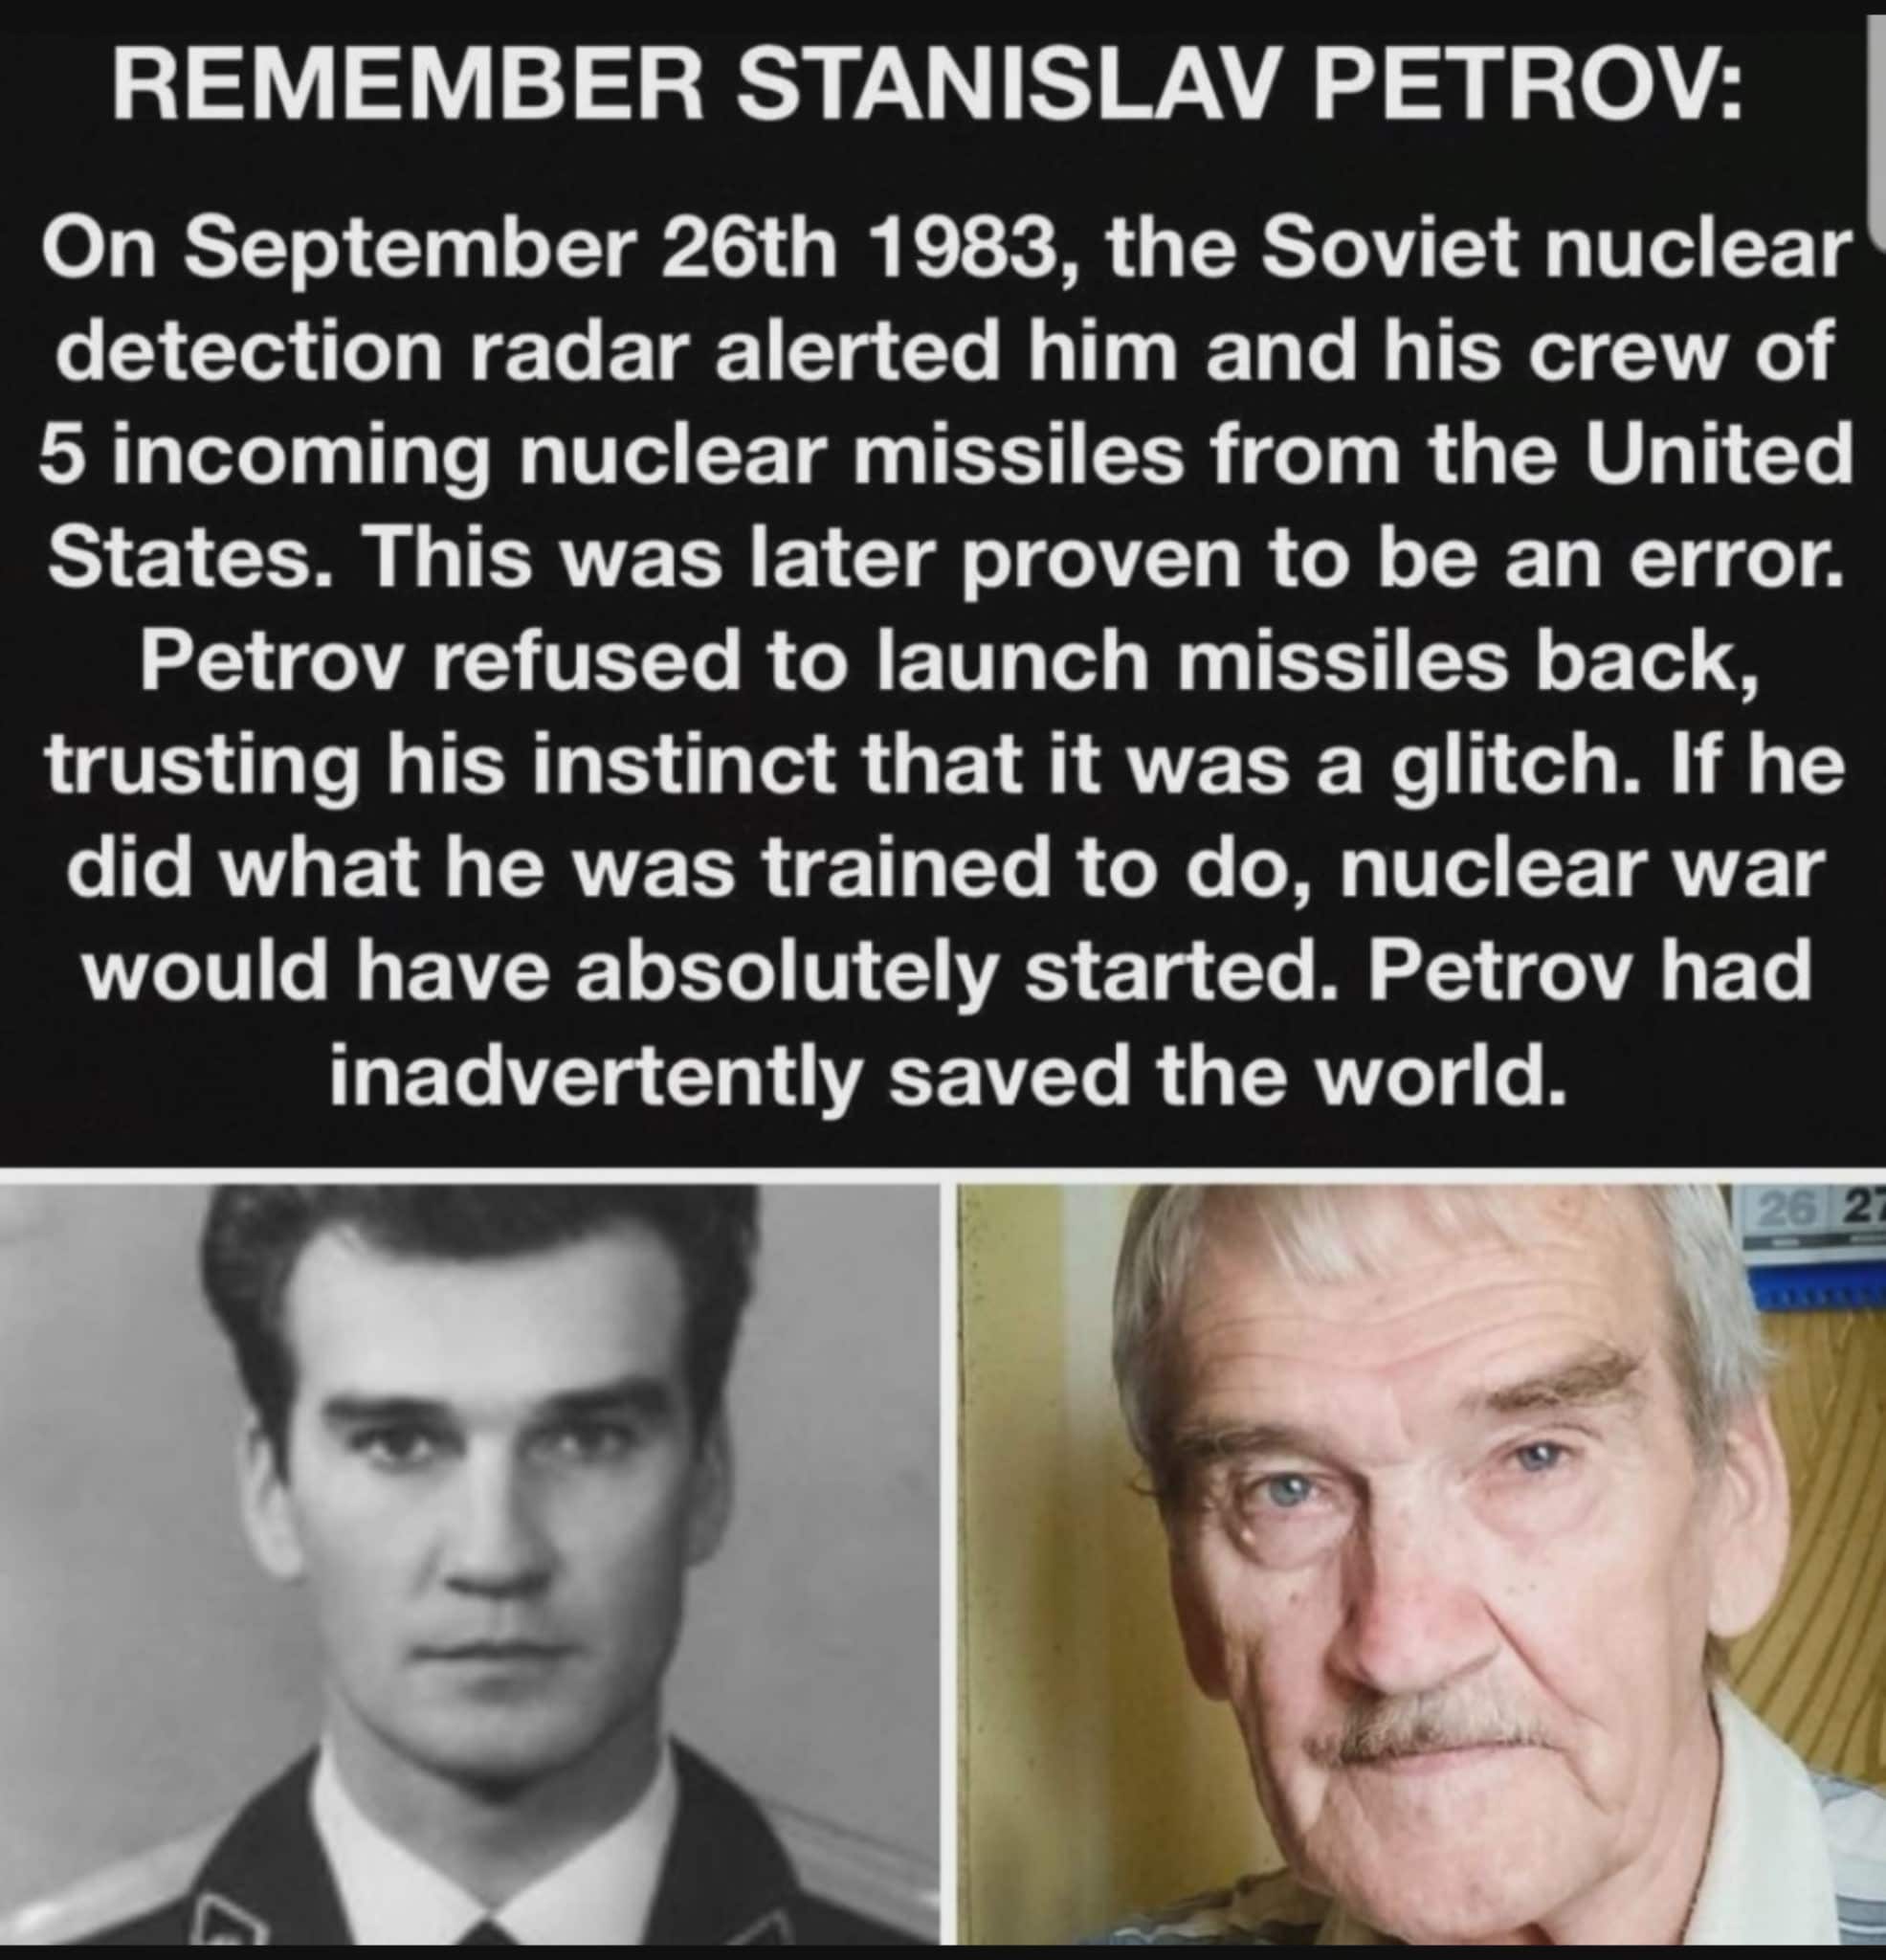 REMEMBER STANISLAV PETROV:
On September 26th 1983, the Soviet nuclear
detection radar alerted him and his crew of
5 incoming nuclear missiles from the United
States. This was later proven to be an error.
Petrov refused to launch missiles back,
trusting his instinct that it was a glitch. If he
did what he was trained to do, nuclear war
would have absolutely started. Petrov had
inadvertently saved the world.
26 27